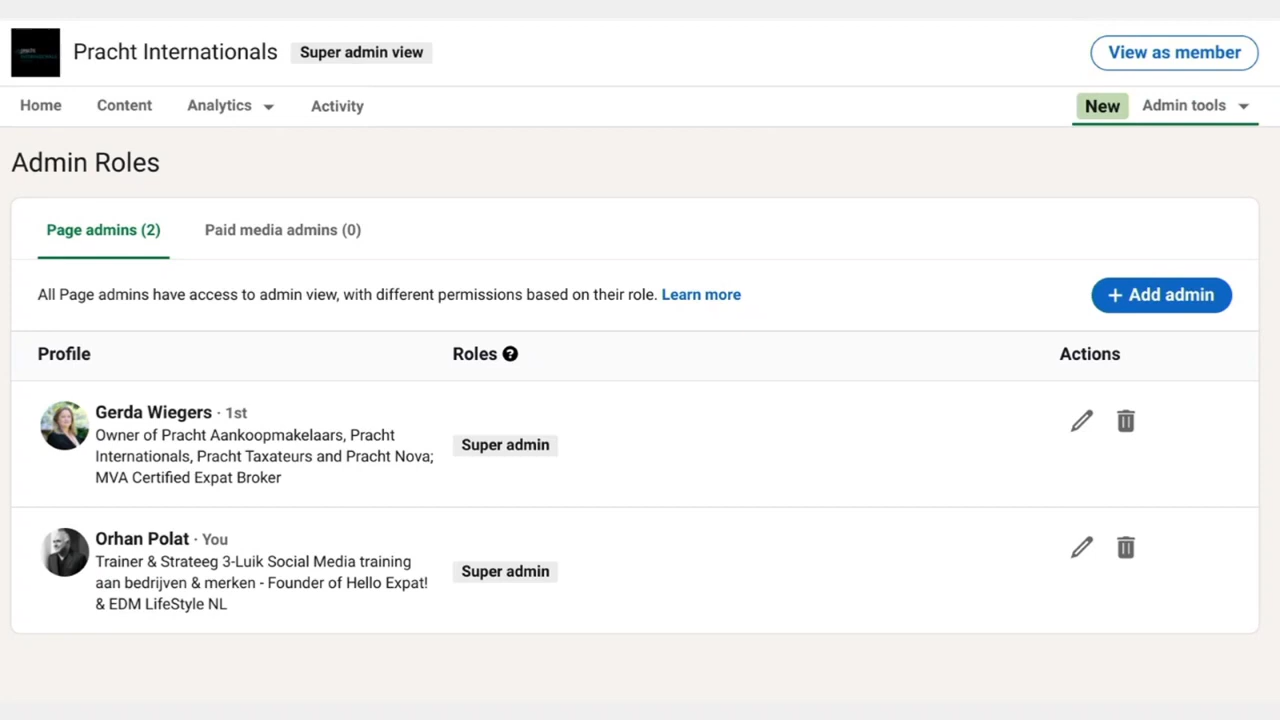 Pracht Internationals Super admin view
View as member
Home Content Analytics Activity
New Admin tools
Admin Roles
Page admins (2) Paid media admins (0)
All Page admins have access to admin view, with different permissions based on their role. Learn more
+ Add admin
Profile Roles ? Actions
Gerda Wiegers · 1st
Owner of Pracht Aankoopmakelaars, Pracht
Internationals, Pracht Taxateurs and Pracht Nova;
MVA Certified Expat Broker
Super admin
Orhan Polat · You
Trainer & Strateeg 3-Luik Social Media training
aan bedrijven & merken - Founder of Hello Expat!
& EDM LifeStyle NL
Super admin